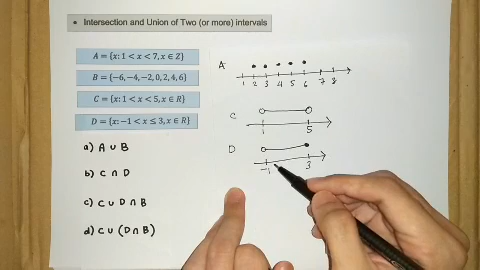 • Intersection and Union of Two (or more) intervals
A = {x: 1 < x < 7, x ∈ Z}
B = {−6, −4, −2, 0, 2, 4, 6}
C = {x: 1 < x < 5, x ∈ R}
D = {x: −1 < x ≤ 3, x ∈ R}
a) A ∪ B
b) C ∩ D
c) C ∪ D ∩ B
d) C ∪ (D ∩ B)
A
1 2 3 4 5 6 7 8
C
1 5
D
−1 3